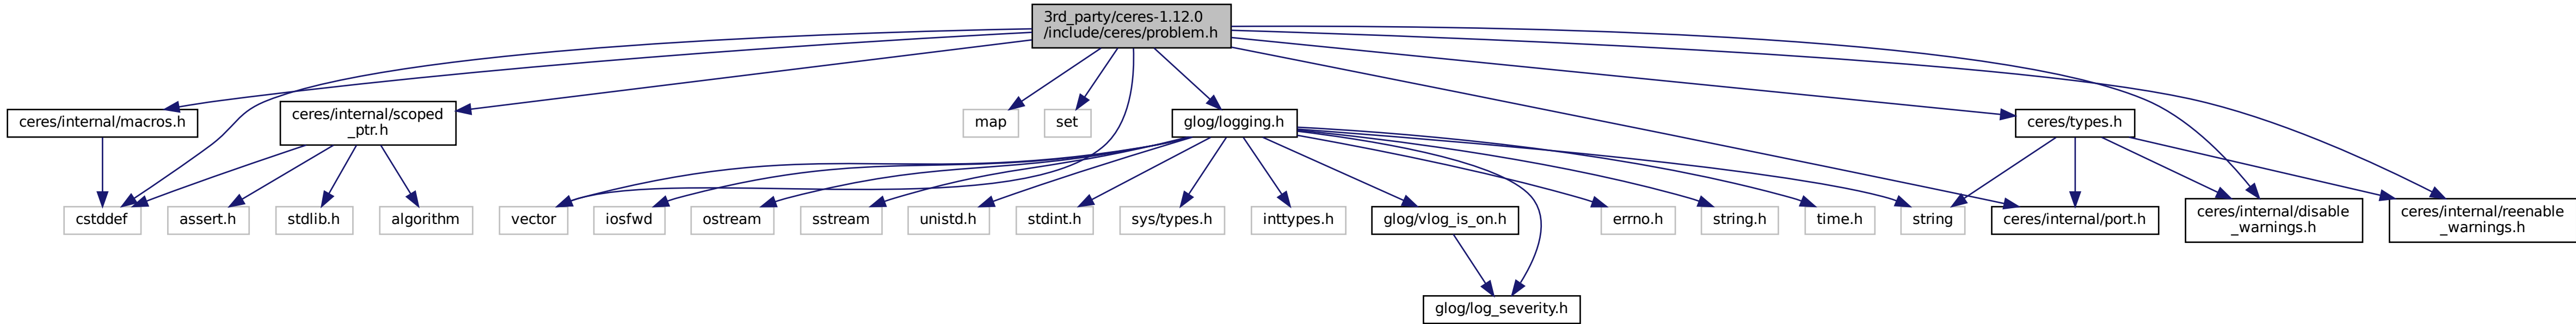 3rd_party/ceres-1.12.0
/include/ceres/problem.h
ceres/internal/macros.h
ceres/internal/scoped
_ptr.h
map
set
glog/logging.h
ceres/types.h
cstddef
assert.h
stdlib.h
algorithm
vector
iosfwd
ostream
sstream
unistd.h
stdint.h
sys/types.h
inttypes.h
glog/vlog_is_on.h
errno.h
string.h
time.h
string
ceres/internal/port.h
ceres/internal/disable
_warnings.h
ceres/internal/reenable
_warnings.h
glog/log_severity.h